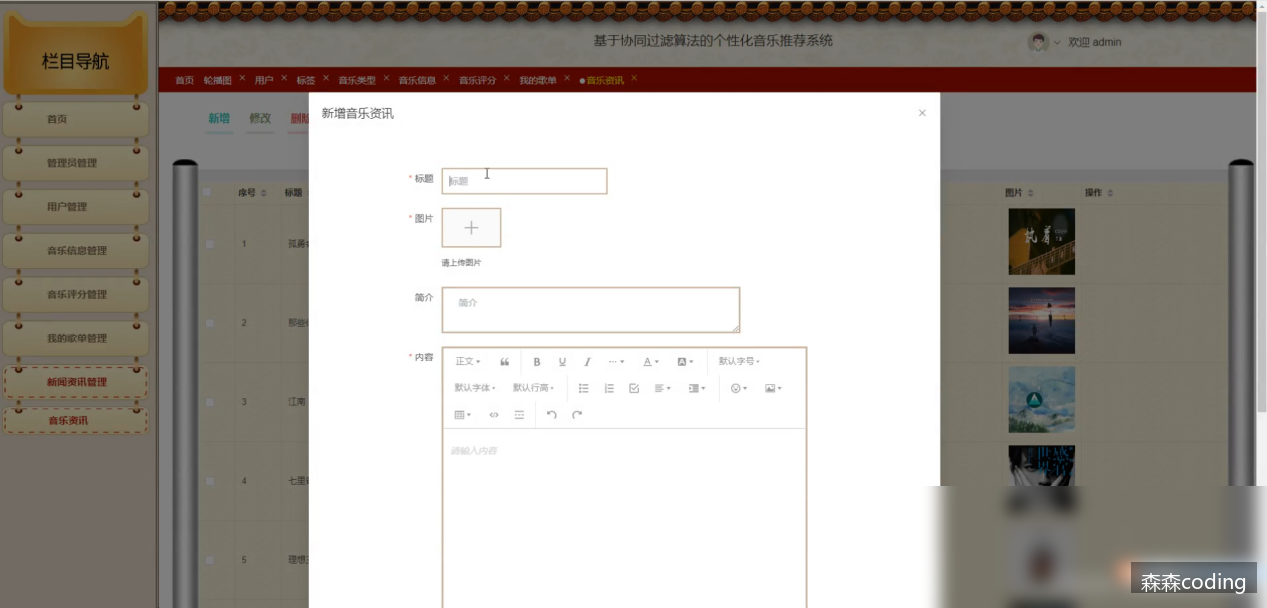 基于协同过滤算法的个性化音乐推荐系统
欢迎 admin
栏目导航
首页 轮播图 × 用户 × 标签 × 音乐类型 × 音乐信息 × 音乐评分 × 我的歌单 × 音乐资讯 ×
首页
管理员管理
用户管理
音乐信息管理
音乐评分管理
我的歌单管理
新闻资讯管理
音乐资讯
新增 修改 删除
序号 标题 图片 操作
1
2 那些
3 江南
4 七里
5 理想
新增音乐资讯
* 标题 标题
* 图片
请上传图片
简介 简介
* 内容
正文 B U I ... A A 默认字号
默认字体 默认行高
请输入内容
森森coding